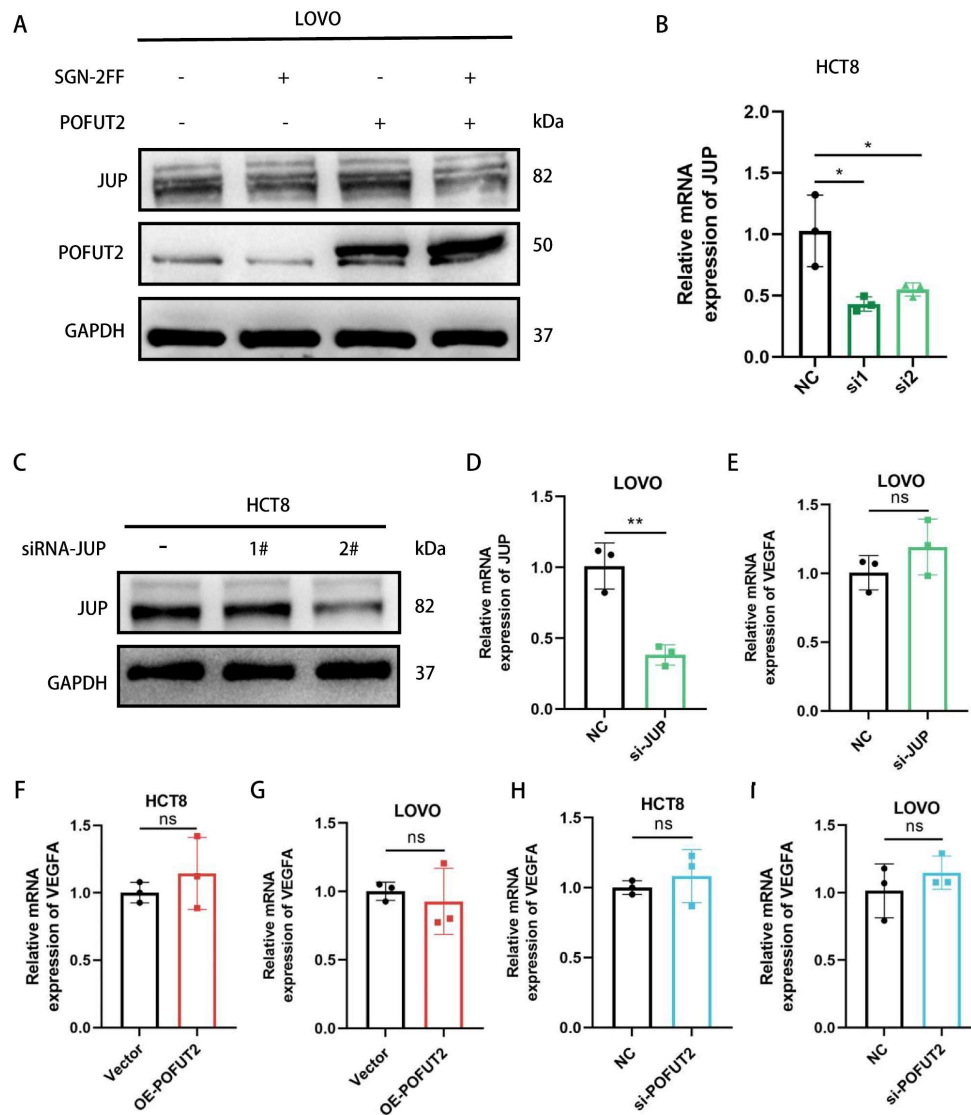 A
LOVO
SGN-2FF - + - +
POFUT2 - - + + kDa
JUP 82
POFUT2 50
GAPDH 37
B
HCT8
Relative mRNA
expression of JUP
2.0
1.5
1.0
0.5
0.0
*
*
NC si1 si2
C
HCT8
siRNA-JUP - 1# 2# kDa
JUP 82
GAPDH 37
D
LOVO
Relative mRNA
expression of JUP
1.5
1.0
0.5
0.0
**
NC si-JUP
E
LOVO
ns
Relative mRNA
expression of VEGFA
1.5
1.0
0.5
0.0
NC si-JUP
F
HCT8
ns
Relative mRNA
expression of VEGFA
1.5
1.0
0.5
0.0
Vector OE-POFUT2
G
LOVO
ns
Relative mRNA
expression of VEGFA
1.5
1.0
0.5
0.0
Vector OE-POFUT2
H
HCT8
ns
Relative mRNA
expression of VEGFA
1.5
1.0
0.5
0.0
NC si-POFUT2
I
LOVO
ns
Relative mRNA
expression of VEGFA
1.5
1.0
0.5
0.0
NC si-POFUT2